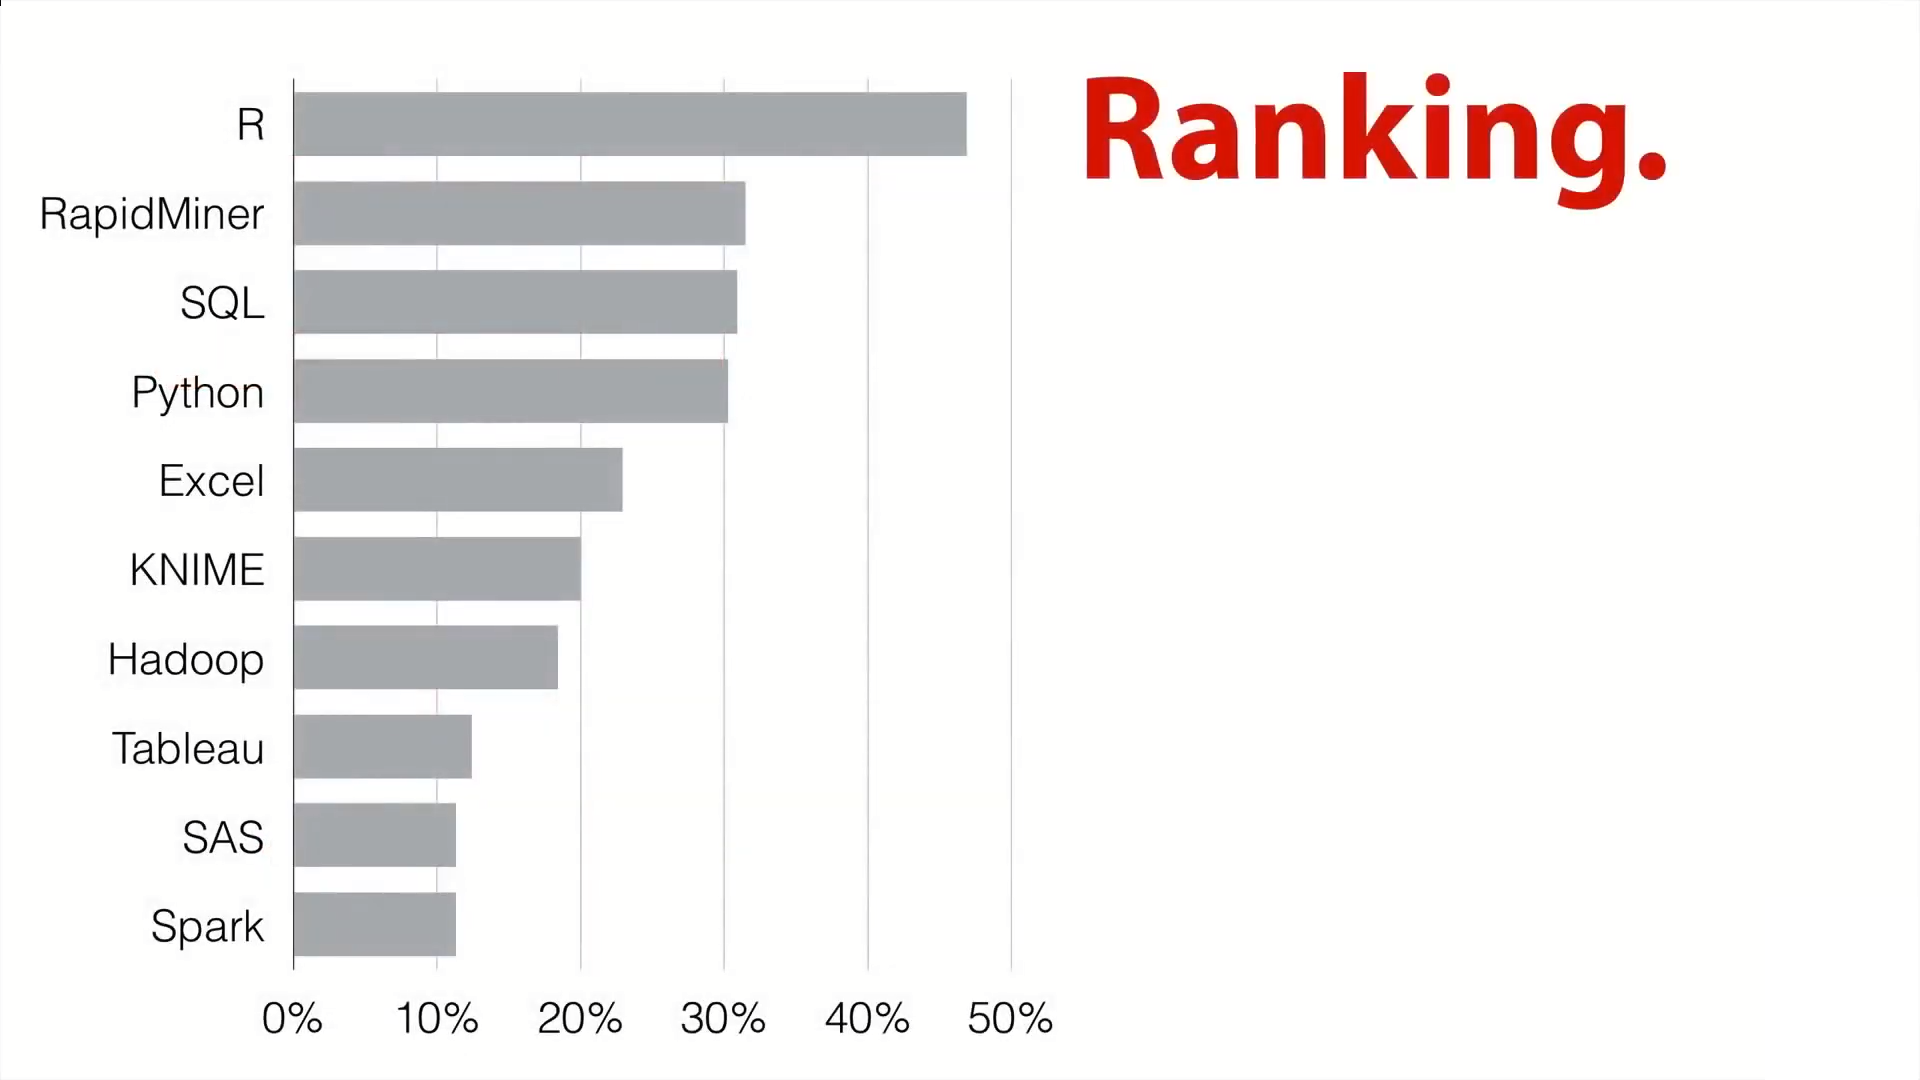 Ranking.
R
RapidMiner
SQL
Python
Excel
KNIME
Hadoop
Tableau
SAS
Spark
0% 10% 20% 30% 40% 50%